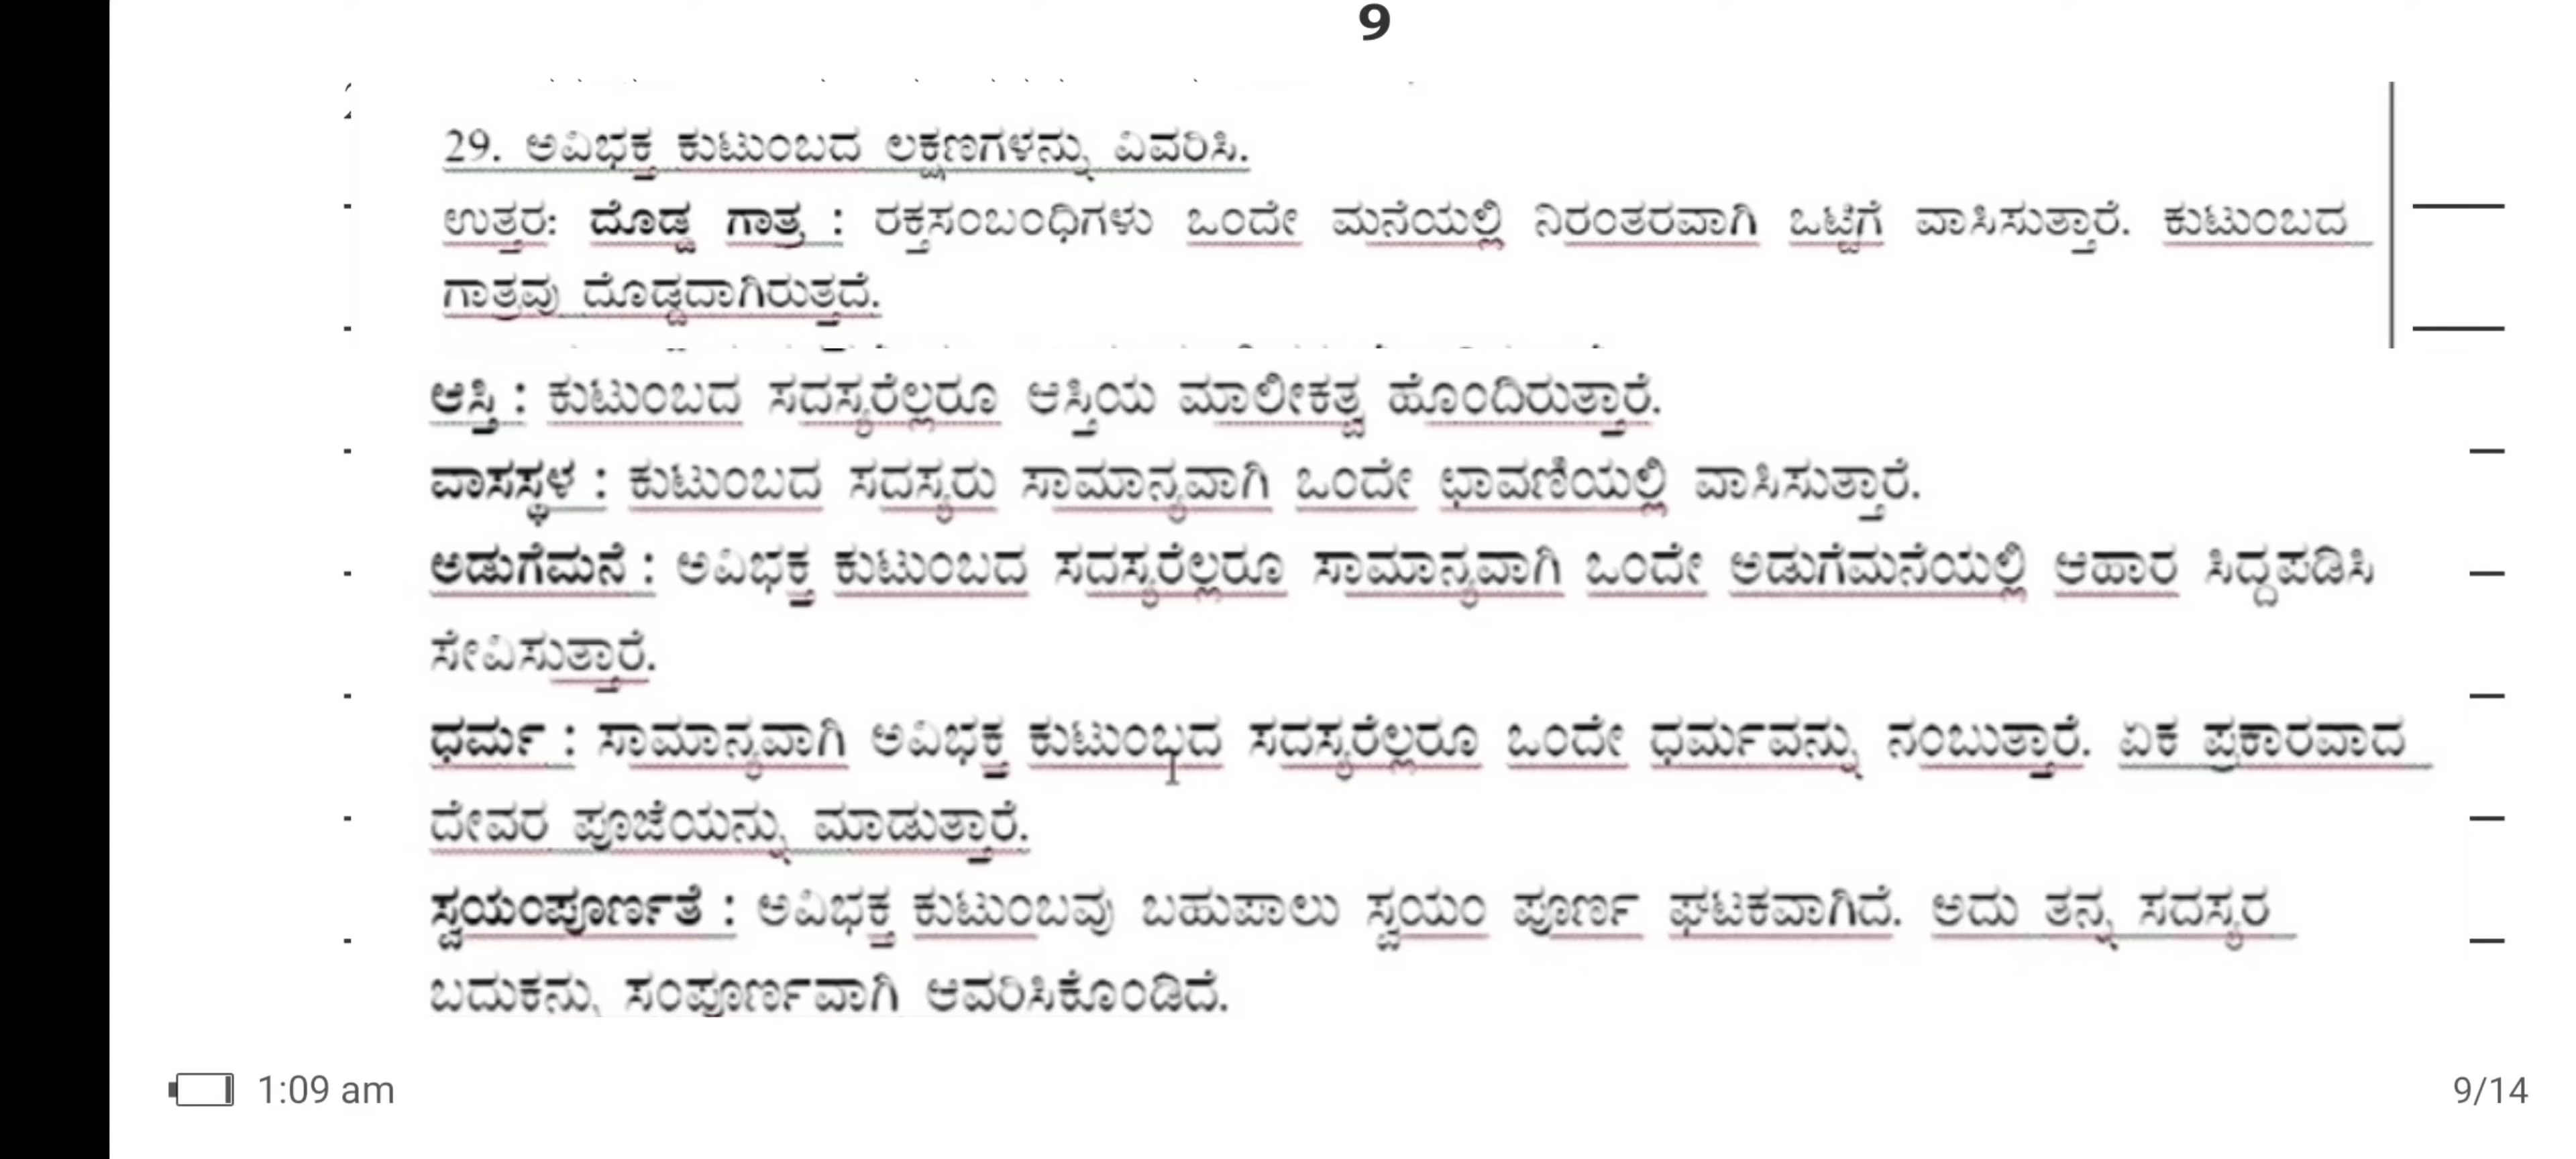 9
29. ಅವಿಭಕ್ತ ಕುಟುಂಬದ ಲಕ್ಷಣಗಳನ್ನು ವಿವರಿಸಿ.
ಉತ್ತರ: ದೊಡ್ಡ ಗಾತ್ರ : ರಕ್ತಸಂಬಂಧಿಗಳು ಒಂದೇ ಮನೆಯಲ್ಲಿ ನಿರಂತರವಾಗಿ ಒಟ್ಟಿಗೆ ವಾಸಿಸುತ್ತಾರೆ. ಕುಟುಂಬದ
ಗಾತ್ರವು ದೊಡ್ಡದಾಗಿರುತ್ತದೆ.
ಆಸ್ತಿ : ಕುಟುಂಬದ ಸದಸ್ಯರೆಲ್ಲರೂ ಆಸ್ತಿಯ ಮಾಲೀಕತ್ವ ಹೊಂದಿರುತ್ತಾರೆ.
ವಾಸಸ್ಥಳ : ಕುಟುಂಬದ ಸದಸ್ಯರು ಸಾಮಾನ್ಯವಾಗಿ ಒಂದೇ ಛಾವಣಿಯಲ್ಲಿ ವಾಸಿಸುತ್ತಾರೆ.
ಅಡುಗೆಮನೆ : ಅವಿಭಕ್ತ ಕುಟುಂಬದ ಸದಸ್ಯರೆಲ್ಲರೂ ಸಾಮಾನ್ಯವಾಗಿ ಒಂದೇ ಅಡುಗೆಮನೆಯಲ್ಲಿ ಆಹಾರ ಸಿದ್ದಪಡಿಸಿ
ಸೇವಿಸುತ್ತಾರೆ.
ಧರ್ಮ : ಸಾಮಾನ್ಯವಾಗಿ ಅವಿಭಕ್ತ ಕುಟುಂಬದ ಸದಸ್ಯರೆಲ್ಲರೂ ಒಂದೇ ಧರ್ಮವನ್ನು ನಂಬುತ್ತಾರೆ. ಏಕ ಪ್ರಕಾರವಾದ
ದೇವರ ಪೂಜೆಯನ್ನು ಮಾಡುತ್ತಾರೆ.
ಸ್ವಯಂಪೂರ್ಣತೆ : ಅವಿಭಕ್ತ ಕುಟುಂಬವು ಬಹುಪಾಲು ಸ್ವಯಂ ಪೂರ್ಣ ಘಟಕವಾಗಿದೆ. ಅದು ತನ್ನ ಸದಸ್ಯರ
ಬದುಕನ್ನು ಸಂಪೂರ್ಣವಾಗಿ ಆವರಿಸಿಕೊಂಡಿದೆ.
1:09 am
9/14